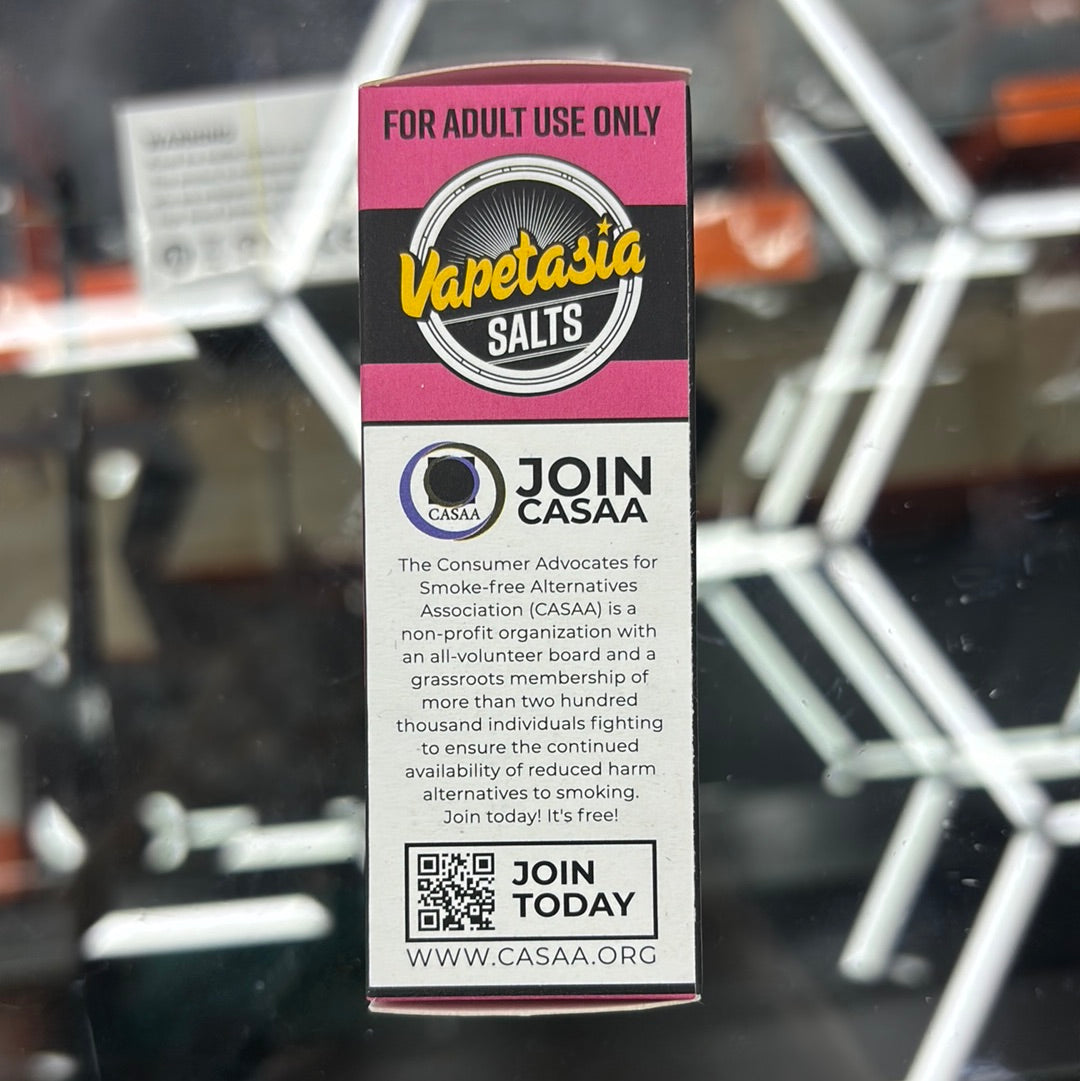 FOR ADULT USE ONLY
Vapetasia
SALTS
CASAA
JOIN
CASAA
The Consumer Advocates for
Smoke-free Alternatives
Association (CASAA) is a
non-profit organization with
an all-volunteer board and a
grassroots membership of
more than two hundred
thousand individuals fighting
to ensure the continued
availability of reduced harm
alternatives to smoking.
Join today! It's free!
JOIN
TODAY
WWW.CASAA.ORG